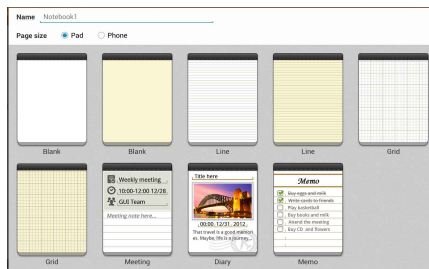 Name Notebook1
Page size Pad Phone
Blank
Blank
Line
Line
Grid
Grid
Weekly meeting
10:00-12:00 12/28
GUI Team
Meeting note here...
Meeting
Title here
00:00, 12/31, 2012
That travel is a good memori
es. Maybe, life is a journey...
Diary
Memo
Buy eggs and milk
Write cards to friends
Play basketball
Buy books and milk
Attend the meeting
Buy CD and flowers
Memo